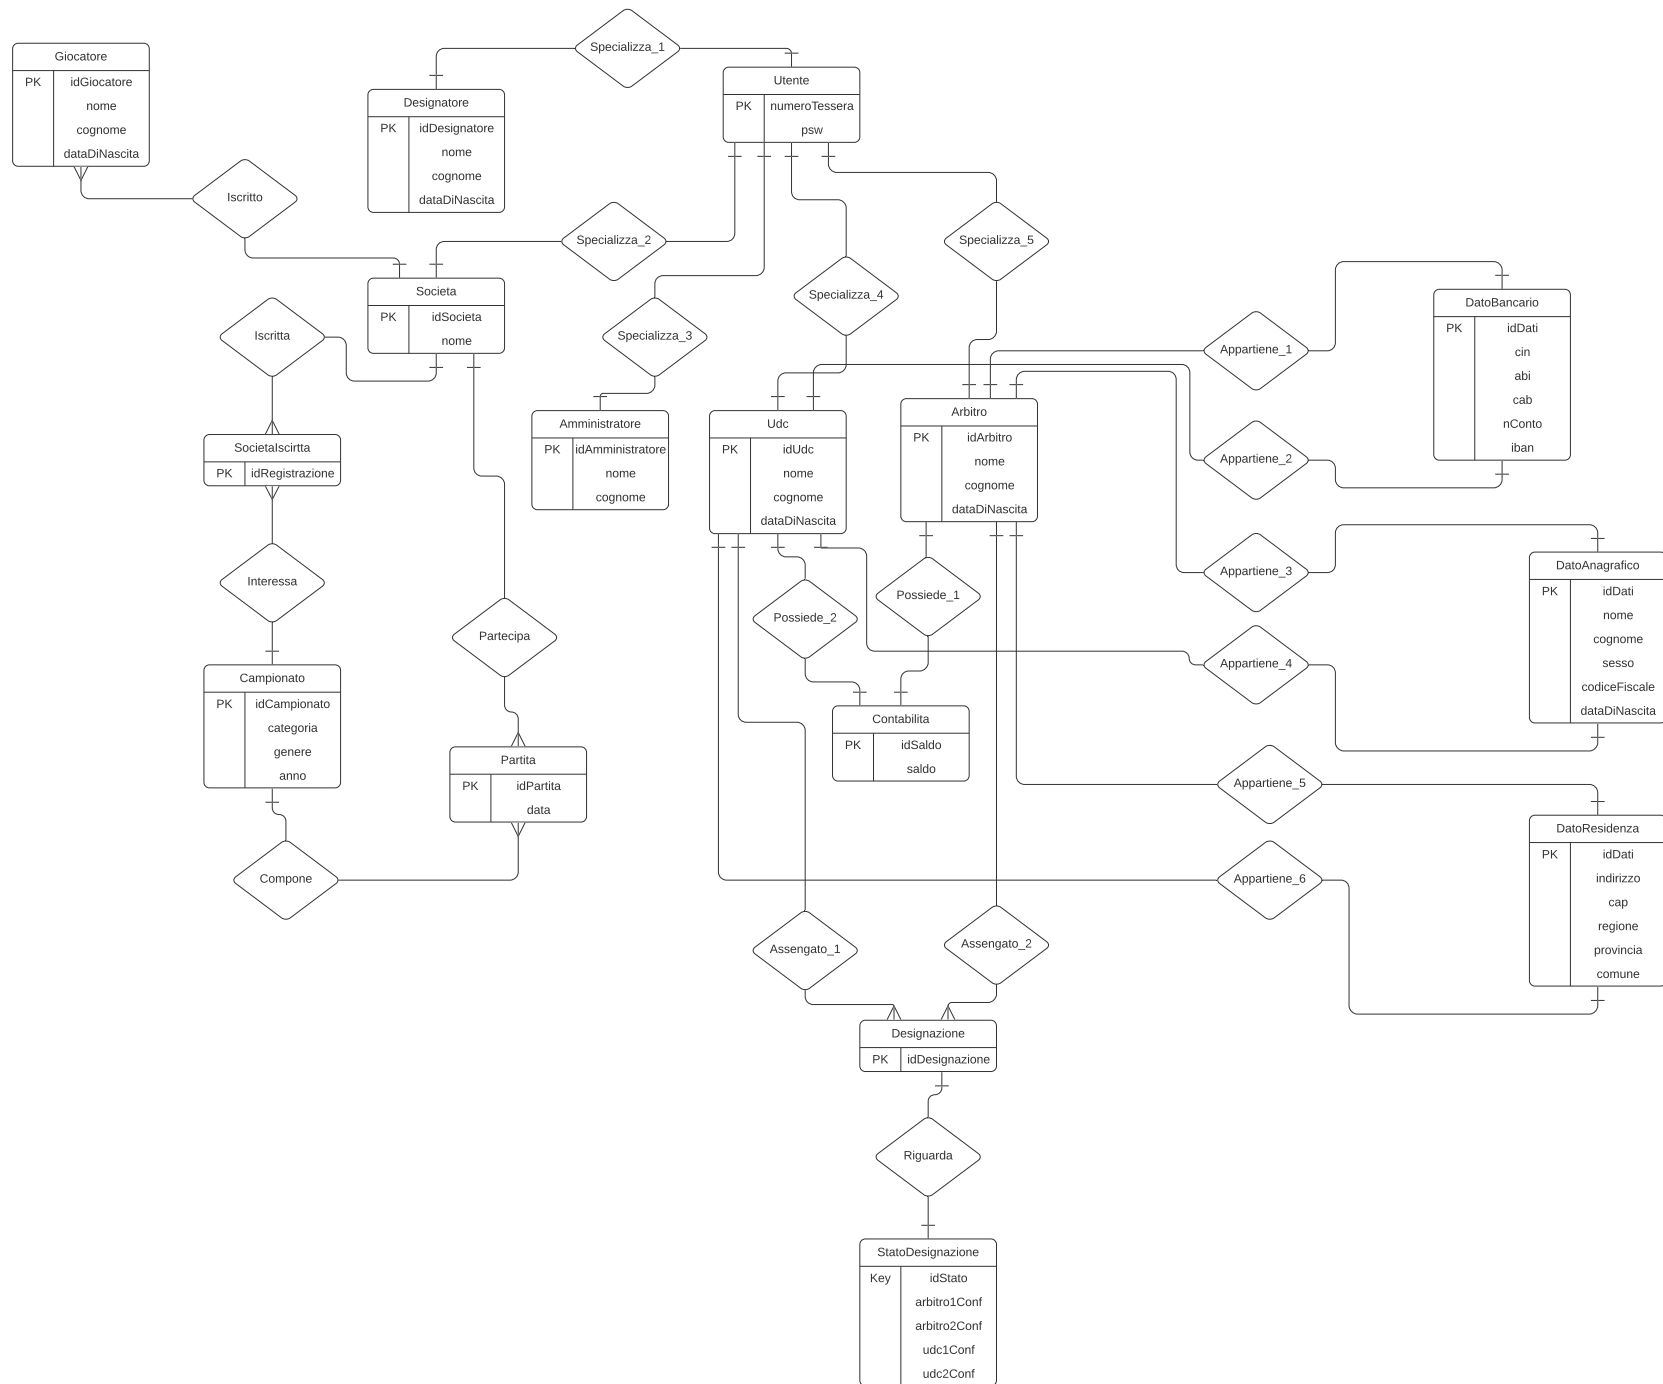 Specializza_1
Giocatore
PK idGiocatore
nome
cognome
dataDiNascita
Utente
PK numeroTessera
psw
Designatore
PK idDesignatore
nome
cognome
dataDiNascita
Iscritto
Specializza_2
Specializza_5
Specializza_4
Societa
PK idSocieta
nome
Iscritta
Specializza_3
DatoBancario
PK idDati
cin
abi
cab
nConto
iban
Appartiene_1
Amministratore
PK idAmministratore
nome
cognome
Udc
PK idUdc
nome
cognome
dataDiNascita
Arbitro
PK idArbitro
nome
cognome
dataDiNascita
Appartiene_2
SocietaIscirtta
PK idRegistrazione
Interessa
Appartiene_3
DatoAnagrafico
PK idDati
nome
cognome
sesso
codiceFiscale
dataDiNascita
Possiede_2
Possiede_1
Partecipa
Appartiene_4
Campionato
PK idCampionato
categoria
genere
anno
Contabilita
PK idSaldo
saldo
Partita
PK idPartita
data
Appartiene_5
DatoResidenza
PK idDati
indirizzo
cap
regione
provincia
comune
Compone
Appartiene_6
Assengato_1
Assengato_2
Designazione
PK idDesignazione
Riguarda
StatoDesignazione
Key idStato
arbitro1Conf
arbitro2Conf
udc1Conf
udc2Conf